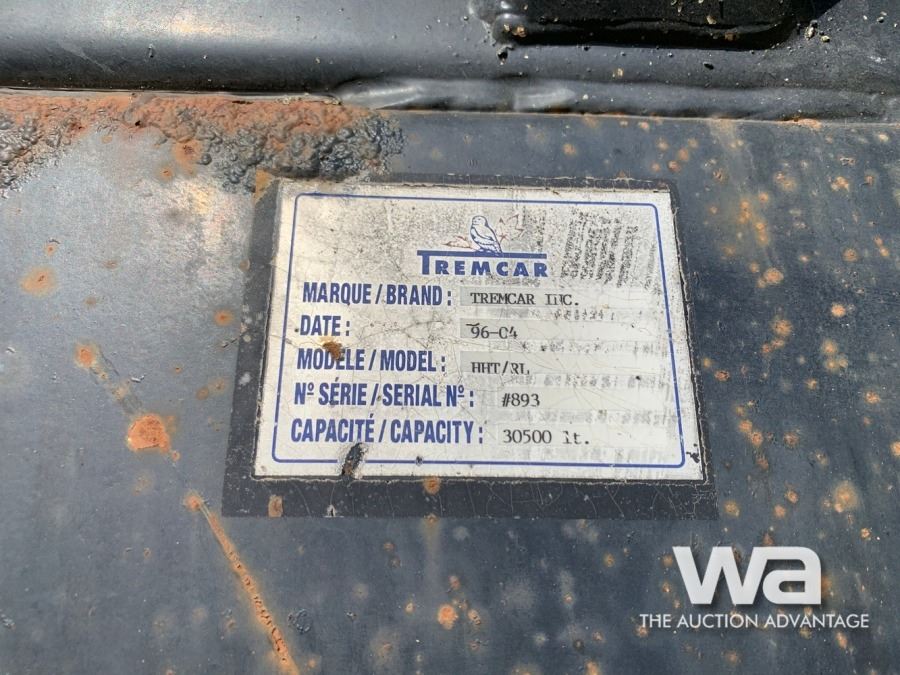 TREMCAR
MARQUE / BRAND : TREMCAR INC.
DATE : 96-04
MODÈLE / MODEL : HHT/RL
Nº SÉRIE / SERIAL Nº : #893
CAPACITÉ / CAPACITY : 30500 lt.
wa
THE AUCTION ADVANTAGE